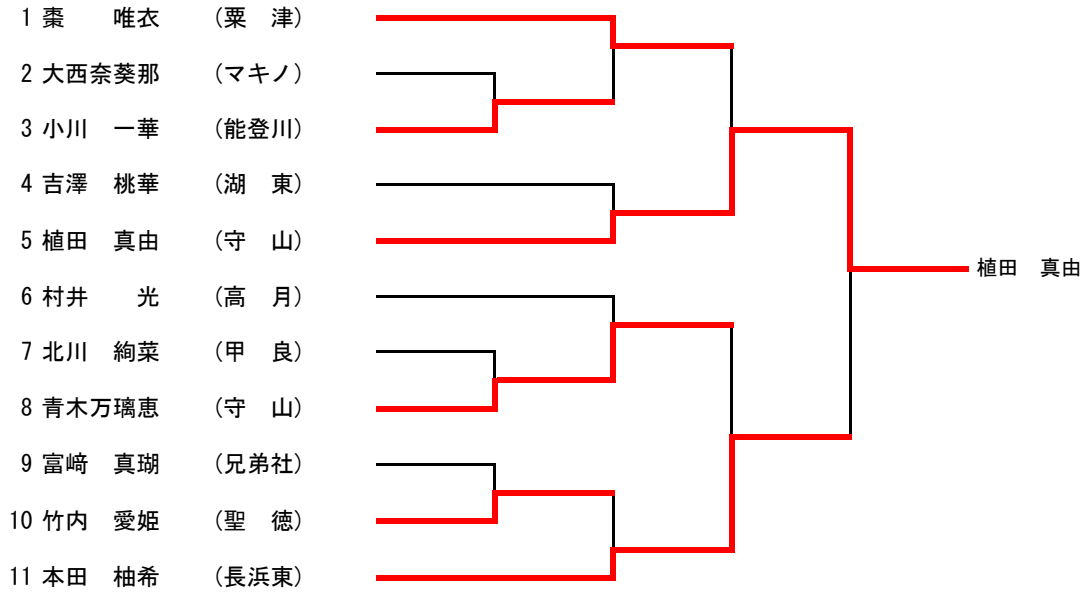 1 棗　　唯衣　（粟　津）
2 大西奈葵那　（マキノ）
3 小川　一華　（能登川）
4 吉澤　桃華　（湖　東）
5 植田　真由　（守　山）
植田　真由
6 村井　　光　（高　月）
7 北川　絢菜　（甲　良）
8 青木万璃恵　（守　山）
9 富﨑　真瑚　（兄弟社）
10 竹内　愛姫　（聖　徳）
11 本田　柚希　（長浜東）